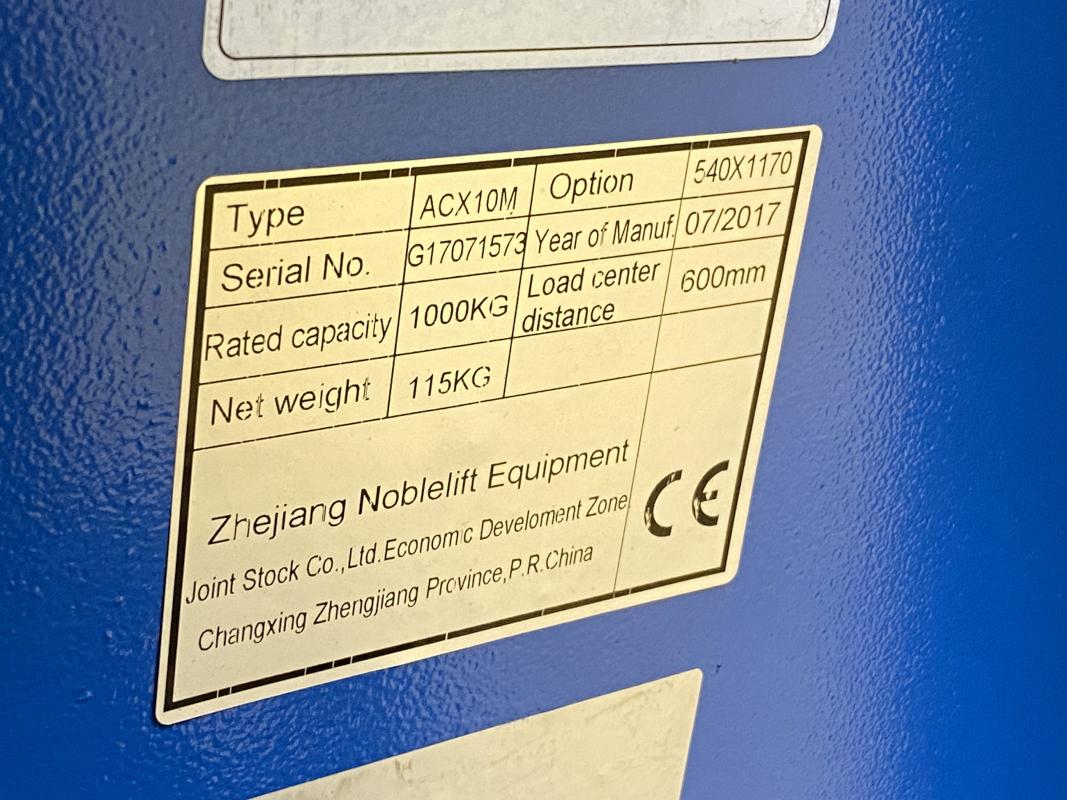 Type ACX10M Option 540X1170
Serial No. G17071573 Year of Manuf. 07/2017
Rated capacity 1000KG Load center distance 600mm
Net weight 115KG
Zhejiang Noblelift Equipment
Joint Stock Co.,Ltd.Economic Develoment Zone
Changxing Zhengjiang Province,P.R.China
CE